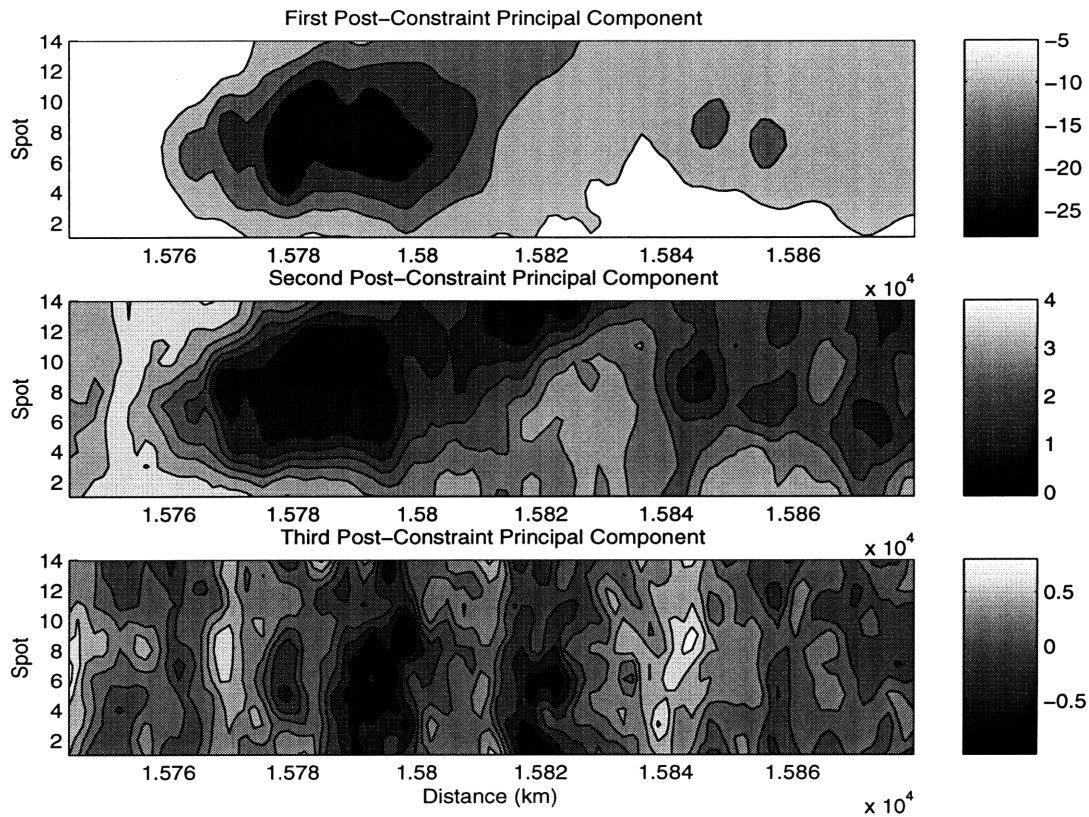 First Post−Constraint Principal Component
14
12
10
8
6
4
2
Spot
1.576 1.578 1.58 1.582 1.584 1.586
x 10^4
−5
−10
−15
−20
−25
Second Post−Constraint Principal Component
14
12
10
8
6
4
2
Spot
1.576 1.578 1.58 1.582 1.584 1.586
x 10^4
4
3
2
1
0
Third Post−Constraint Principal Component
14
12
10
8
6
4
2
Spot
1.576 1.578 1.58 1.582 1.584 1.586
Distance (km)
x 10^4
0.5
0
−0.5